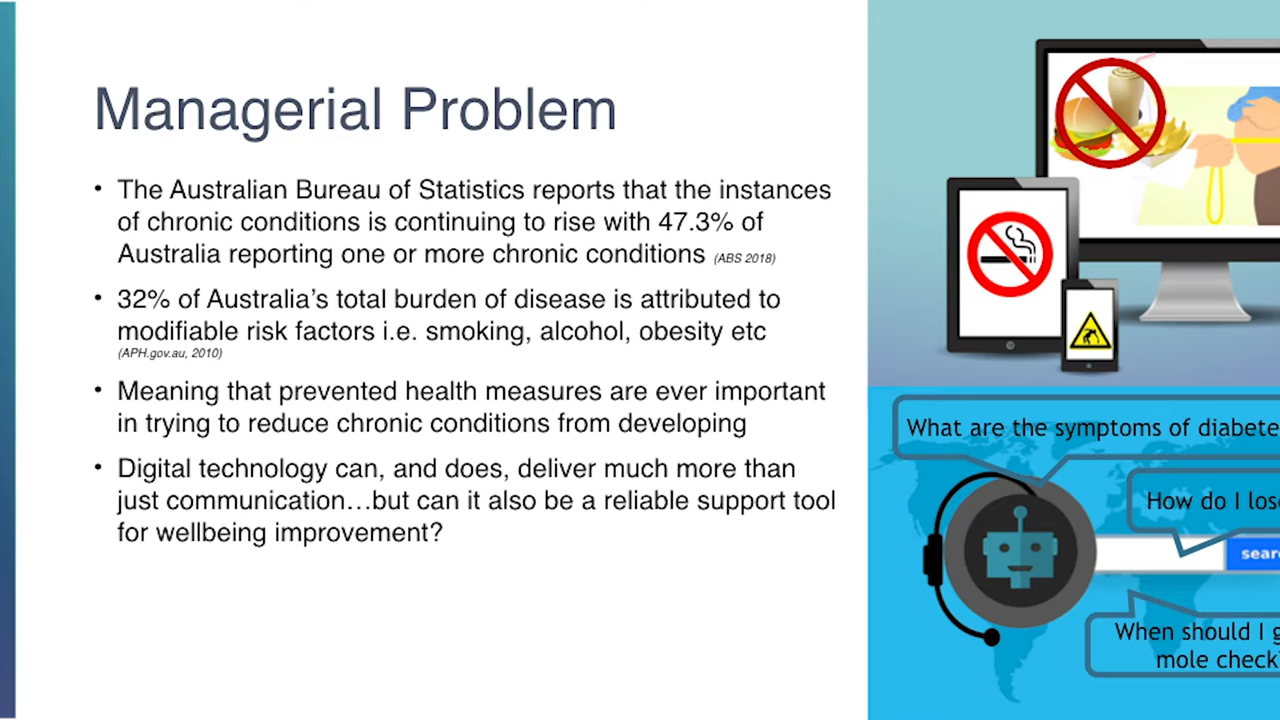 Managerial Problem
• The Australian Bureau of Statistics reports that the instances
of chronic conditions is continuing to rise with 47.3% of
Australia reporting one or more chronic conditions (ABS 2018)
• 32% of Australia’s total burden of disease is attributed to
modifiable risk factors i.e. smoking, alcohol, obesity etc
(APH.gov.au, 2010)
• Meaning that prevented health measures are ever important
in trying to reduce chronic conditions from developing
• Digital technology can, and does, deliver much more than
just communication…but can it also be a reliable support tool
for wellbeing improvement?
What are the symptoms of diabete
How do I los
sear
When should I g
mole check